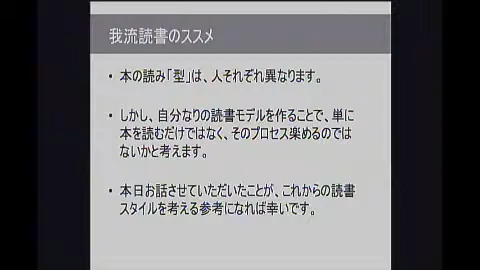 我流読書のススメ
• 本の読み「型」は、人それぞれ異なります。
• しかし、自分なりの読書モデルを作ることで、単に
本を読むだけではなく、そのプロセス楽めるのでは
ないかと考えます。
• 本日お話させていただいたことが、これからの読書
スタイルを考える参考になれば幸いです。